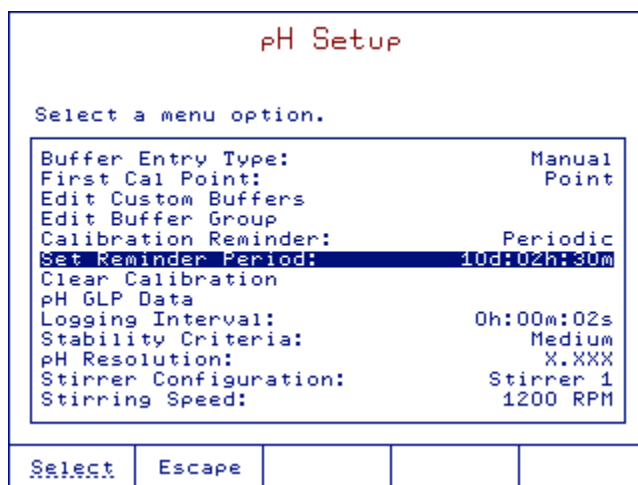 pH Setup
Select a menu option.
Buffer Entry Type: Manual
First Cal Point: Point
Edit Custom Buffers
Edit Buffer Group
Calibration Reminder: Periodic
Set Reminder Period: 10d:02h:30m
Clear Calibration
pH GLP Data
Logging Interval: 0h:00m:02s
Stability Criteria: Medium
pH Resolution: X.XXX
Stirrer Configuration: Stirrer 1
Stirring Speed: 1200 RPM
Select Escape